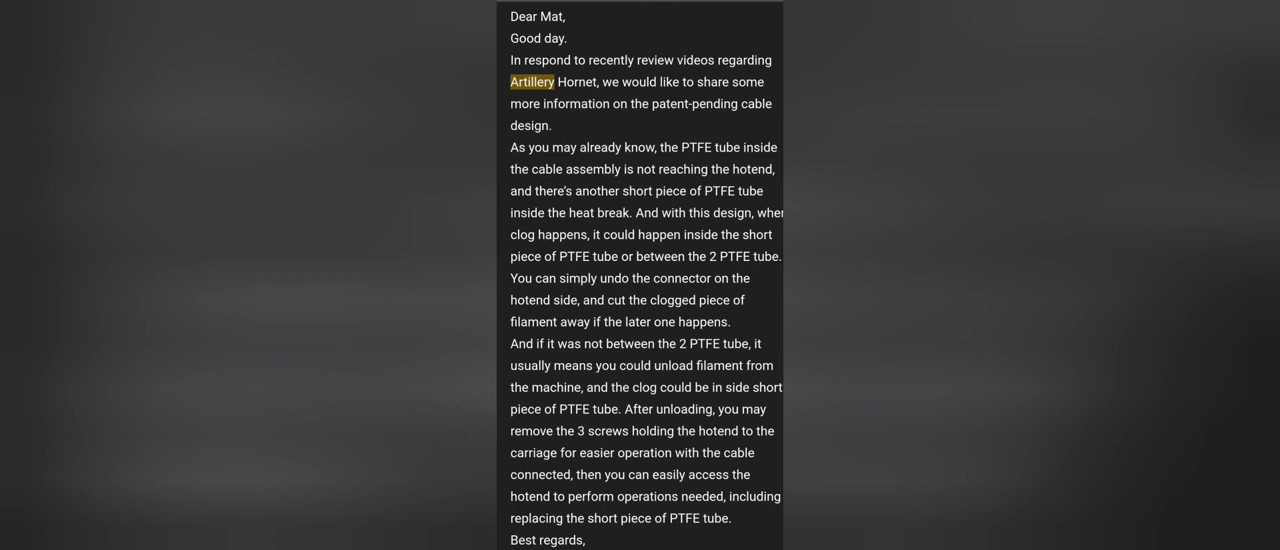 Dear Mat,
Good day.
In respond to recently review videos regarding
Artillery Hornet, we would like to share some
more information on the patent-pending cable
design.
As you may already know, the PTFE tube inside
the cable assembly is not reaching the hotend,
and there's another short piece of PTFE tube
inside the heat break. And with this design, when
clog happens, it could happen inside the short
piece of PTFE tube or between the 2 PTFE tube.
You can simply undo the connector on the
hotend side, and cut the clogged piece of
filament away if the later one happens.
And if it was not between the 2 PTFE tube, it
usually means you could unload filament from
the machine, and the clog could be in side short
piece of PTFE tube. After unloading, you may
remove the 3 screws holding the hotend to the
carriage for easier operation with the cable
connected, then you can easily access the
hotend to perform operations needed, including
replacing the short piece of PTFE tube.
Best regards,